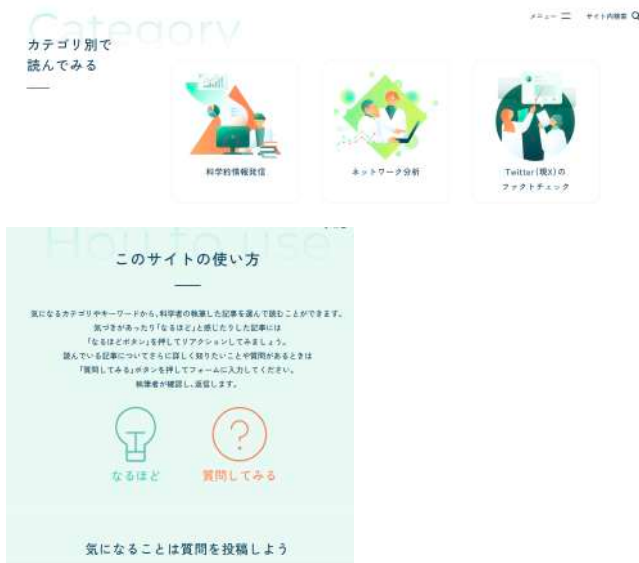 Category
メニュー サイト内検索
カテゴリ別で
読んでみる
科学的情報発信
ネットワーク分析
Twitter(現X)の
ファクトチェック
How to use
このサイトの使い方
気になるカテゴリやキーワードから、科学者の執筆した記事を選んで読むことができます。
気づきがあったり「なるほど」と感じたりした記事には
「なるほどボタン」を押してリアクションしてみましょう。
読んでいる記事についてさらに詳しく知りたいことや質問があるときは
「質問してみる」ボタンを押してフォームに入力してください。
執筆者が確認し、返信します。
なるほど 質問してみる
気になることは質問を投稿しよう